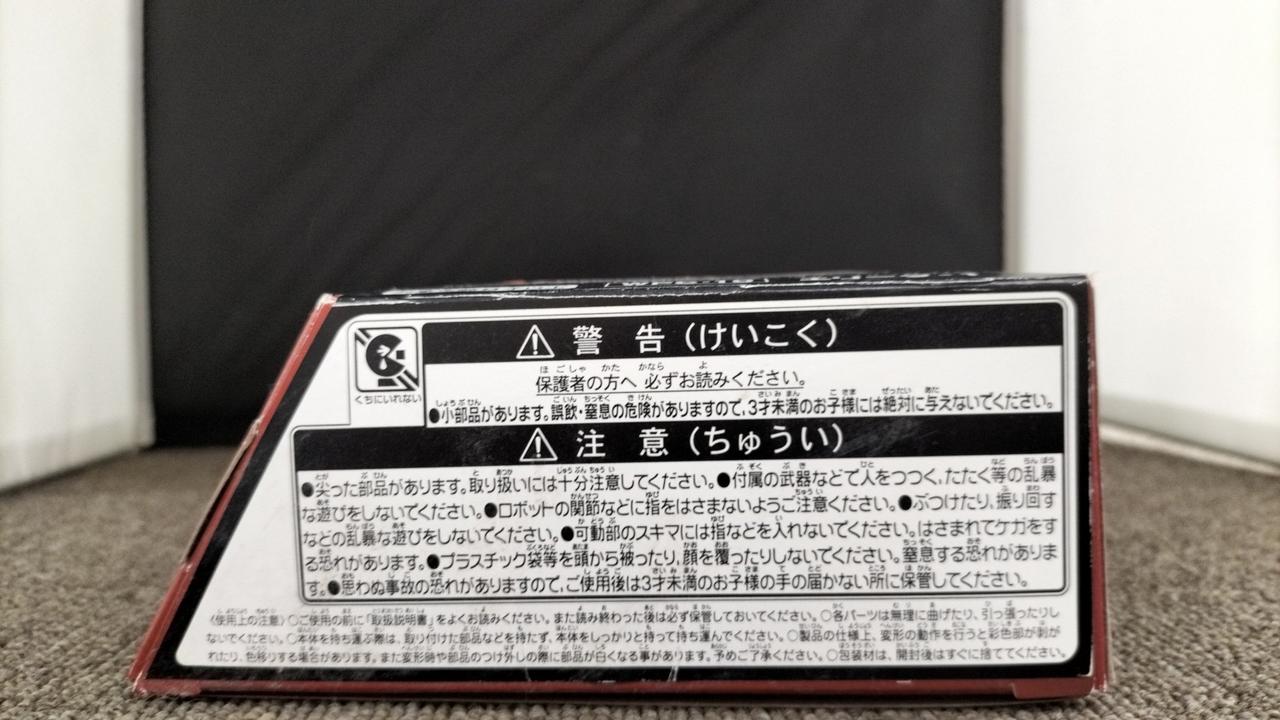 くちにいれない
⚠ 警 告 (けいこく)
保護者の方へ 必ずお読みください。
●小部品があります。誤飲・窒息の危険がありますので、3才未満のお子様には絶対に与えないでください。
⚠ 注 意 (ちゅうい)
●尖った部品があります。取り扱いには十分注意してください。●付属の武器などで人をつつく、たたく等の乱暴
な遊びをしないでください。●ロボットの関節などに指をはさまないようご注意ください。●ぶつけたり、振り回す
などの乱暴な遊びをしないでください。●可動部のスキマには指などを入れないでください。はさまれてケガをす
る恐れがあります。●プラスチック袋等を頭から被ったり、顔を覆ったりしないでください。窒息する恐れがありま
す。●思わぬ事故の恐れがありますので、ご使用後は3才未満のお子様の手の届かない所に保管してください。
〈使用上の注意〉○ご使用の前に「取扱説明書」をよくお読みください。また読み終わった後は必ず保管しておいてください。○各パーツは無理に曲げたり、引っ張ったりし
ないでください。○本体を持ち運ぶ際は、取り付けた部品などを持たず、本体をしっかりと持って持ち運んでください。○製品の仕様上、変形の動作を行うと彩色部が剥が
れたり、色移りする場合があります。また変形時や部品のつけ外しの際に部品が白くなる事があります。予めご了承ください。○包装材は、開封後はすぐに捨ててください。